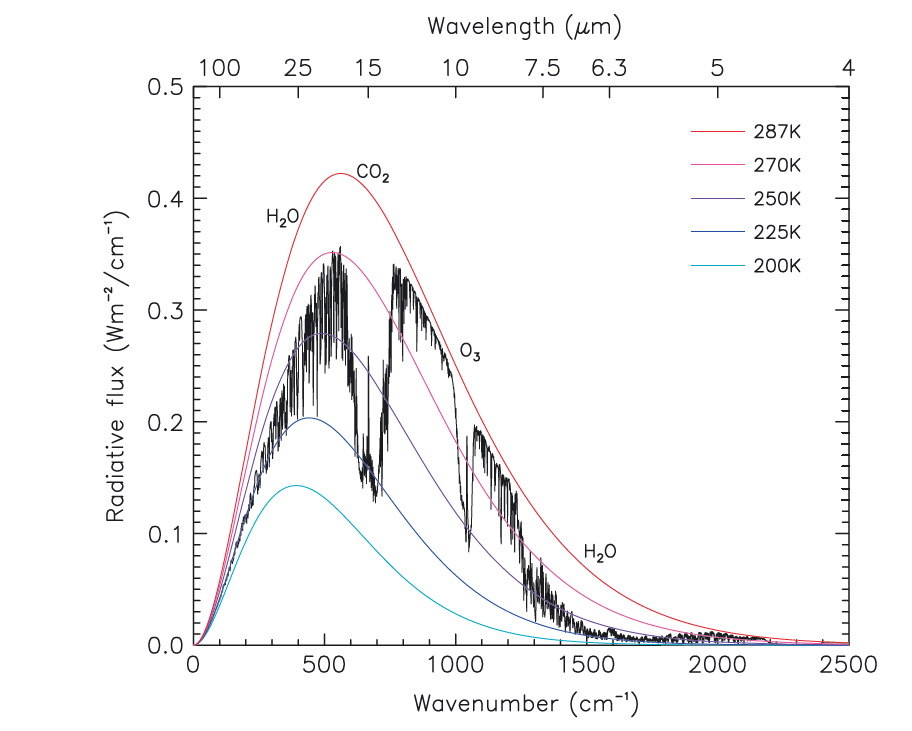 Wavelength (μm)
100 25 15 10 7.5 6.3 5 4
0.5
0.4
0.3
0.2
0.1
0.0
Radiative flux (Wm⁻²/cm⁻¹)
287K
270K
250K
225K
200K
CO₂
H₂O
O₃
H₂O
0 500 1000 1500 2000 2500
Wavenumber (cm⁻¹)